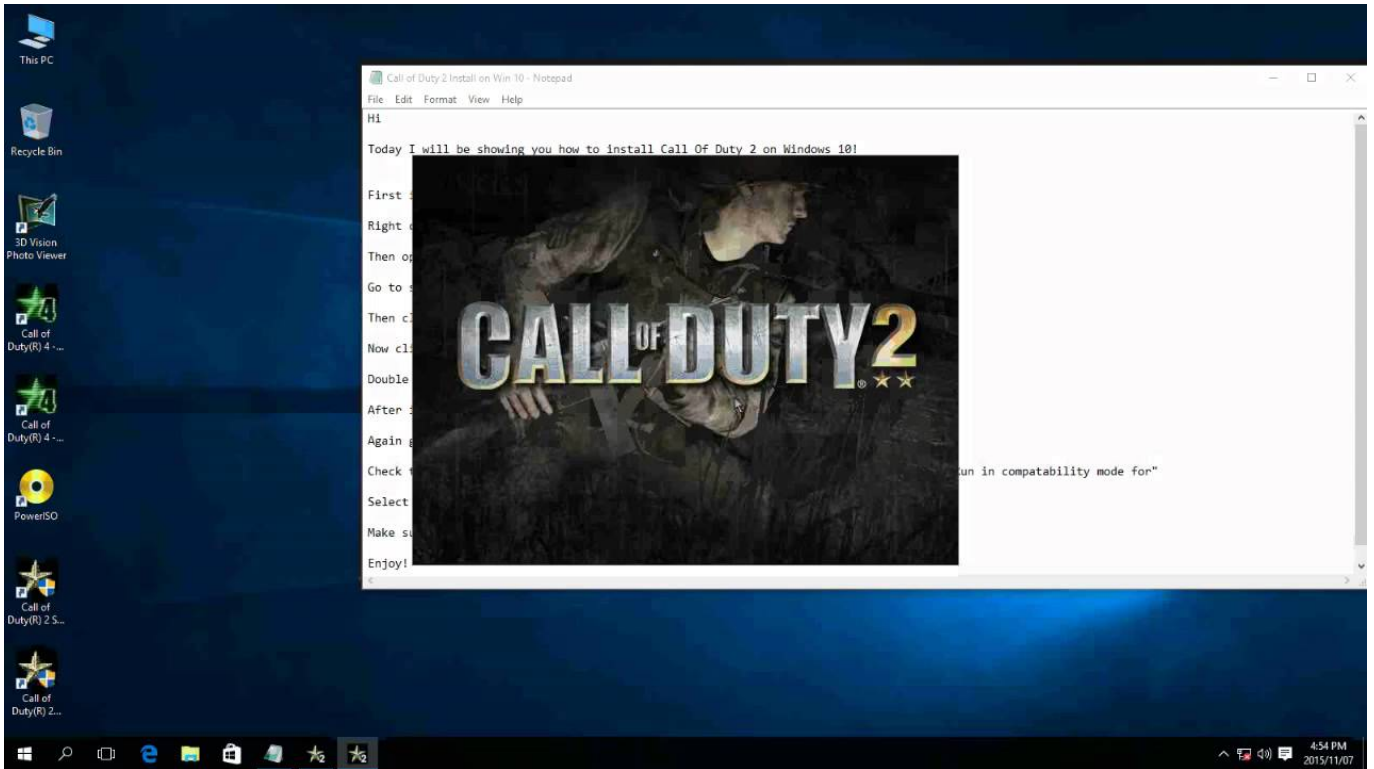 This PC
Recycle Bin
3D Vision
Photo Viewer
Call of
Duty(R) 4 -...
Call of
Duty(R) 4 -...
PowerISO
Call of
Duty(R) 2 S...
Call of
Duty(R) 2...
Call of Duty 2 Install on Win 10 - Notepad
File Edit Format View Help
Hi
Today I will be showing you how to install Call Of Duty 2 on Windows 10!
First
Right
Then
Go to
Then
Now
Double
After
Again
Check un in compatability mode for"
Select
Make
Enjoy!
CALL OF DUTY 2
®
4:54 PM
2015/11/07